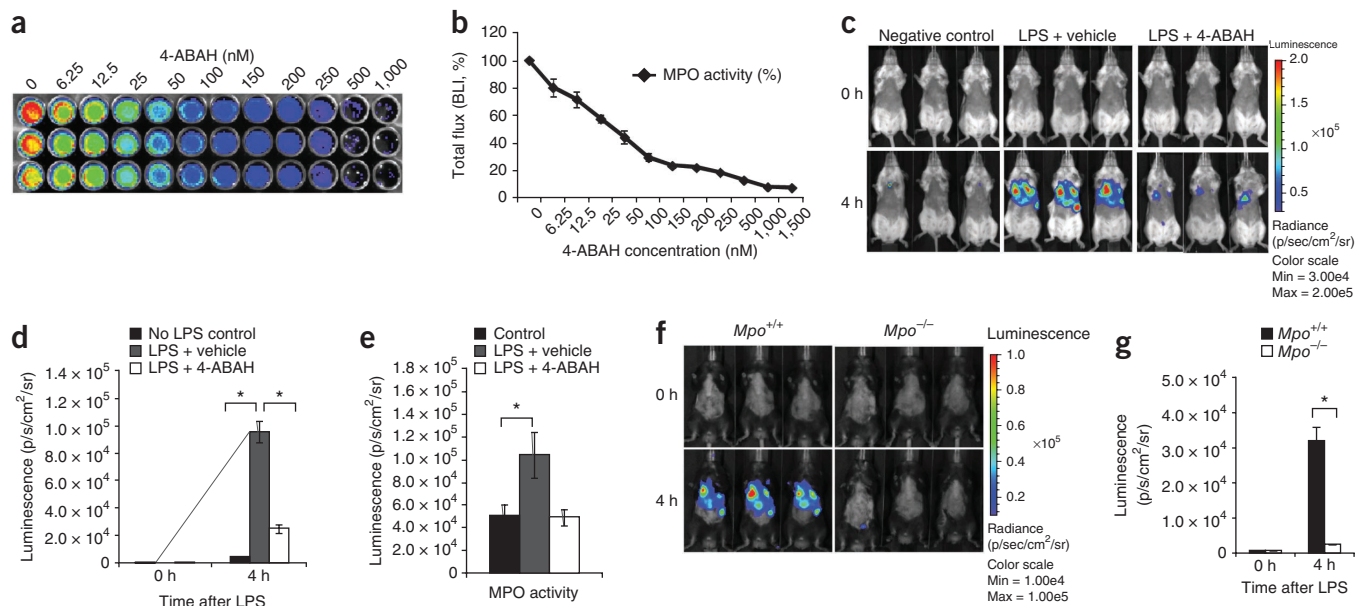 a
4-ABAH (nM)
0 6.25 12.5 25 50 100 150 200 250 500 1,000
b
Total flux (BLI, %)
120
100
80
60
40
20
0
MPO activity (%)
0 6.25 12.5 25 50 100 150 200 250 500 1,000 1,500
4-ABAH concentration (nM)
c
Negative control LPS + vehicle LPS + 4-ABAH
0 h
4 h
Luminescence
2.0
1.5
×10⁵
1.0
0.5
Radiance
(p/sec/cm²/sr)
Color scale
Min = 3.00e4
Max = 2.00e5
d
No LPS control
LPS + vehicle
LPS + 4-ABAH
Luminescence (p/s/cm²/sr)
1.4 × 10⁵
1.2 × 10⁵
1.0 × 10⁵
8.0 × 10⁴
6.0 × 10⁴
4.0 × 10⁴
2.0 × 10⁴
0
* *
0 h 4 h
Time after LPS
e
Control
LPS + vehicle
LPS + 4-ABAH
Luminescence (p/s/cm²/sr)
1.8 × 10⁵
1.6 × 10⁵
1.4 × 10⁵
1.2 × 10⁵
1.0 × 10⁵
8.0 × 10⁴
6.0 × 10⁴
4.0 × 10⁴
2.0 × 10⁴
0
*
MPO activity
f
Mpo⁺/⁺ Mpo⁻/⁻
0 h
4 h
Luminescence
1.0
0.8
0.6
×10⁵
0.4
0.2
Radiance
(p/sec/cm²/sr)
Color scale
Min = 1.00e4
Max = 1.00e5
g
Mpo⁺/⁺
Mpo⁻/⁻
Luminescence
(p/s/cm²/sr)
5.0 × 10⁴
4.0 × 10⁴
3.0 × 10⁴
2.0 × 10⁴
1.0 × 10⁴
0
*
0 h 4 h
Time after LPS